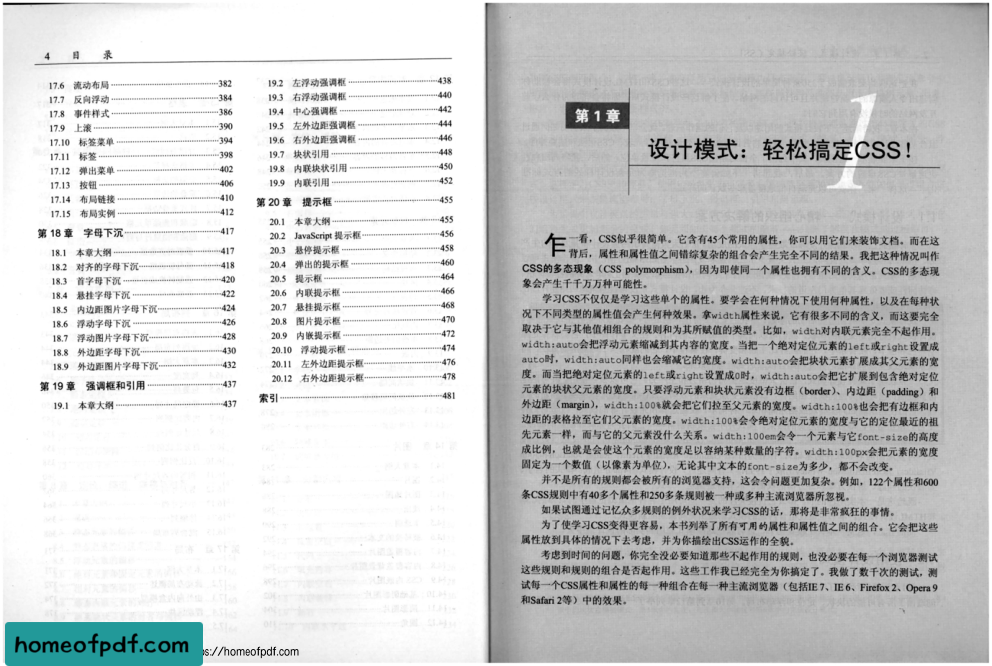 4 目 录
17.6 流动布局 382
17.7 反向浮动 384
17.8 事件样式 386
17.9 上滚 390
17.10 标签菜单 394
17.11 标签 398
17.12 弹出菜单 402
17.13 按钮 406
17.14 布局链接 410
17.15 布局实例 412
第 18 章 字母下沉 417
18.1 本章大纲 417
18.2 对齐的字母下沉 418
18.3 首字母下沉 420
18.4 悬挂字母下沉 422
18.5 内边距图片字母下沉 424
18.6 浮动字母下沉 426
18.7 浮动图片字母下沉 428
18.8 外边距字母下沉 430
18.9 外边距图片字母下沉 432
第 19 章 强调框和引用 437
19.1 本章大纲 437
19.2 左浮动强调框 438
19.3 右浮动强调框 440
19.4 中心强调框 442
19.5 左外边距强调框 444
19.6 右外边距强调框 446
19.7 块状引用 448
19.8 内联块状引用 450
19.9 内联引用 452
第 20 章 提示框 455
20.1 本章大纲 455
20.2 JavaScript 提示框 456
20.3 悬停提示框 458
20.4 弹出的提示框 460
20.5 提示框 464
20.6 内联提示框 466
20.7 悬挂提示框 468
20.8 图片提示框 470
20.9 内嵌提示框 472
20.10 浮动提示框 474
20.11 左外边距提示框 476
20.12 右外边距提示框 478
索引 481
homeofpdf.com
https://homeofpdf.com
第 1 章
1
设计模式：轻松搞定CSS！
乍一看，CSS似乎很简单。它含有45个常用的属性，你可以用它们来装饰文档。而在这
背后，属性和属性值之间错综复杂的组合会产生完全不同的结果。我把这种情况叫作
CSS的多态现象（CSS polymorphism），因为即使同一个属性也拥有不同的含义。CSS的多态现
象会产生千千万万种可能性。
学习CSS不仅仅是学习这些单个的属性。要学会在何种情况下使用何种属性，以及在每种状
况下不同类型的属性值会产生何种效果。拿width属性来说，它有很多不同的含义，而这要完全
取决于它与其他值相组合的规则和为其所赋值的类型。比如，width对内联元素完全不起作用。
width:auto会把浮动元素缩减到其内容的宽度。当把一个绝对定位元素的left或right设置成
auto时，width:auto同样也会缩减它的宽度。width:auto会把块状元素扩展成其父元素的宽
度。而当把绝对定位元素的left或right设置成0时，width:auto会把它扩展到包含绝对定位
元素的块状父元素的宽度。只要浮动元素和块状元素没有边框（border）、内边距（padding）和
外边距（margin），width:100%就会把它们拉至父元素的宽度。width:100%也会把有边框和内
边距的表格拉至它们父元素的宽度。width:100%会令绝对定位元素的宽度与它的定位最近的祖
先元素一样，而与它的父元素没什么关系。width:100em会令一个元素与它font-size的高度
成比例，也就是会使这个元素的宽度足以容纳某种数量的字符。width:100px会把元素的宽度
固定为一个数值（以像素为单位），无论其中文本的font-size为多少，都不会改变。
并不是所有的规则都会被所有的浏览器支持，这会令问题更加复杂。例如，122个属性和600
条CSS规则中有40多个属性和250多条规则被一种或多种主流浏览器所忽视。
如果试图通过记忆众多规则的例外状况来学习CSS的话，那将是非常疯狂的事情。
为了使学习CSS变得更容易，本书列举了所有可用的属性和属性值之间的组合。它会把这些
属性放到具体的情况下去考虑，并为你描绘出CSS运作的全貌。
考虑到时间的问题，你完全没必要知道那些不起作用的规则，也没必要在每一个浏览器测试
这些规则和规则的组合是否起作用。这些工作我已经完全为你搞定了。我做了数千次的测试，测
试每一个CSS属性和属性的每一种组合在每一种主流浏览器（包括IE 7、IE 6、Firefox 2、Opera 9
和Safari 2等）中的效果。